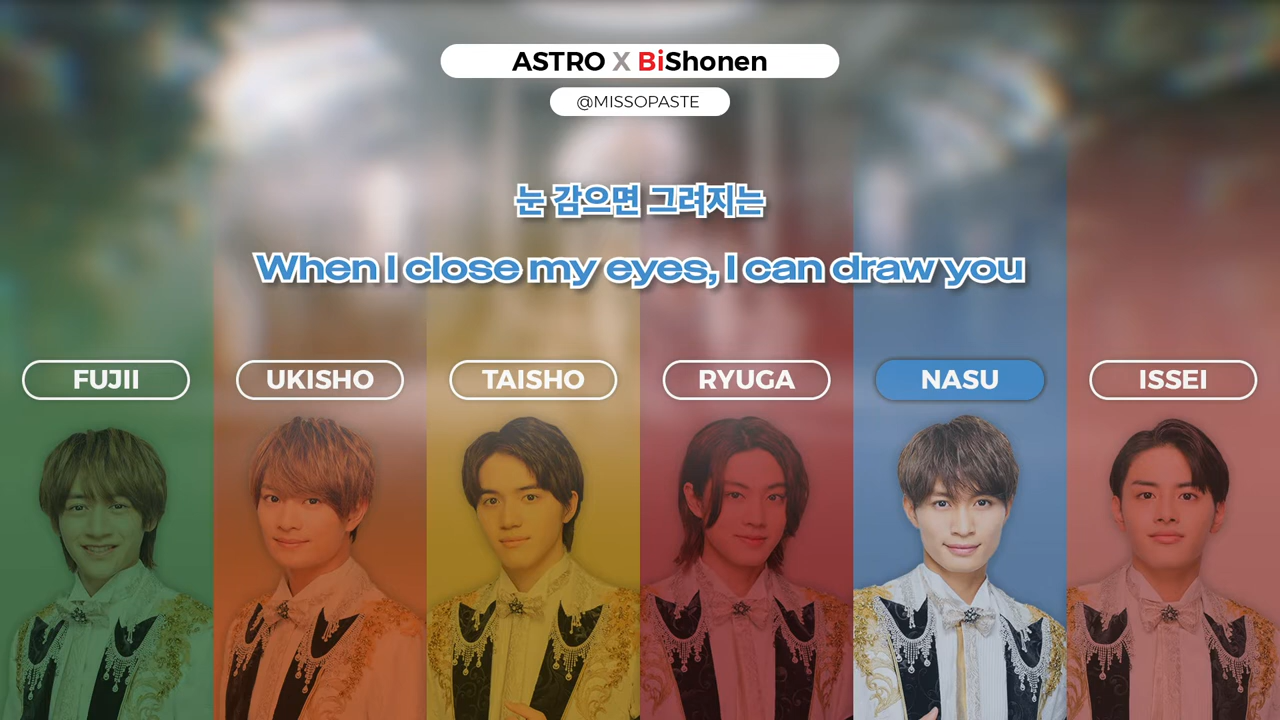 ASTRO X BiShonen
@MISSOPASTE
눈 감으면 그려지는
When I close my eyes, I can draw you
FUJII
UKISHO
TAISHO
RYUGA
NASU
ISSEI